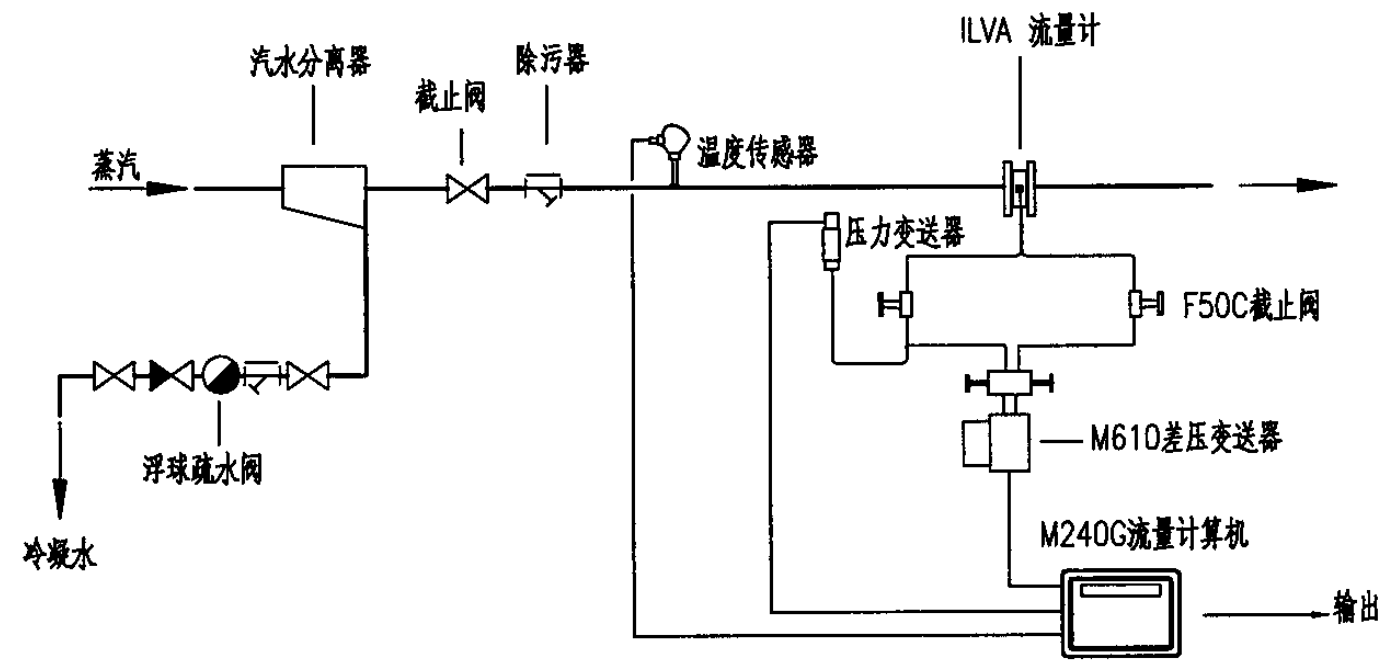 ILVA 流量计
汽水分离器
除污器
截止阀
温度传感器
蒸汽
压力变送器
F50C截止阀
M610差压变送器
浮球疏水阀
M240G流量计算机
冷凝水
输出